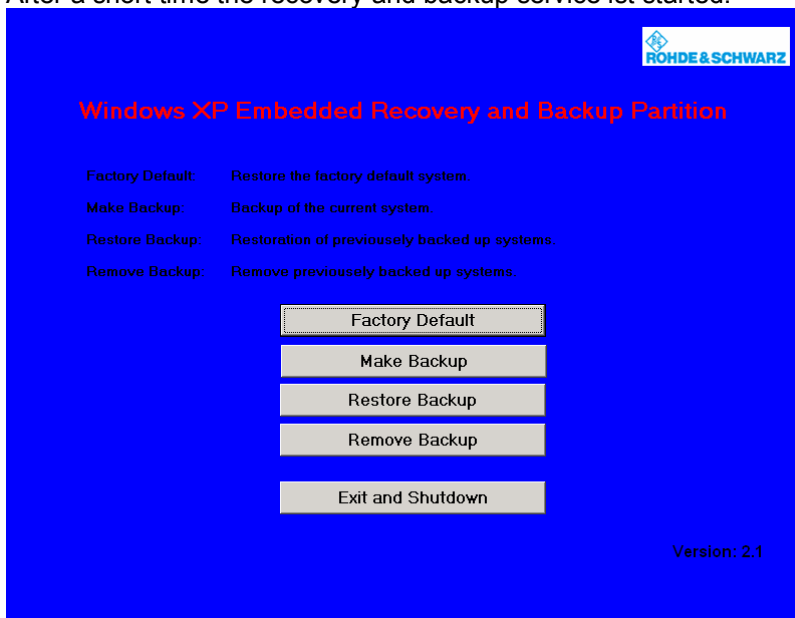 After a short time the recovery and backup service ist started.
ROHDE & SCHWARZ
Windows XP Embedded Recovery and Backup Partition
Factory Default: Restore the factory default system.
Make Backup: Backup of the current system.
Restore Backup: Restoration of previousely backed up systems.
Remove Backup: Remove previousely backed up systems.
Factory Default
Make Backup
Restore Backup
Remove Backup
Exit and Shutdown
Version: 2.1